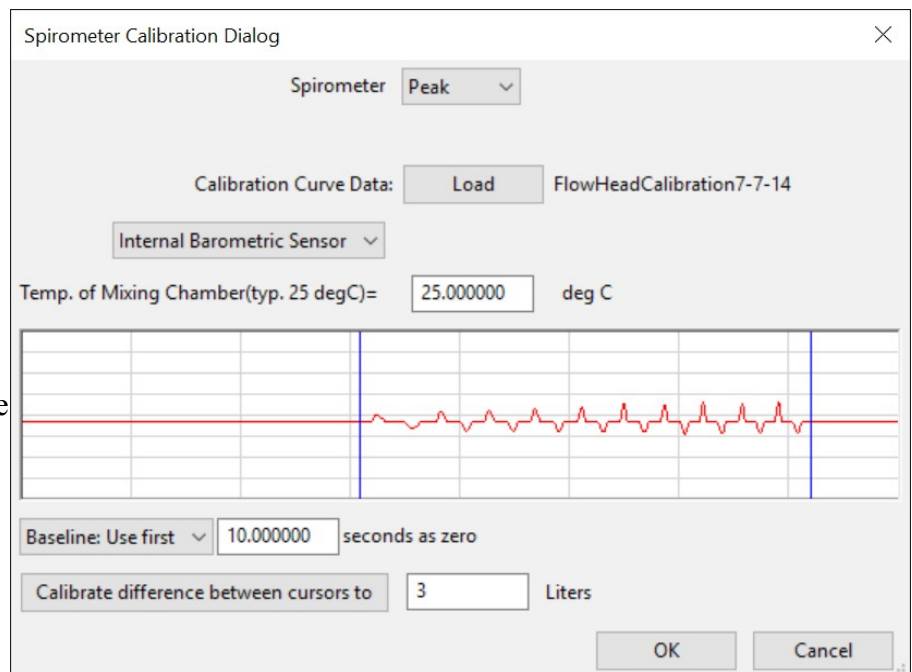 Spirometer Calibration Dialog
Spirometer Peak
Calibration Curve Data: Load FlowHeadCalibration7-7-14
Internal Barometric Sensor
Temp. of Mixing Chamber(typ. 25 degC)= 25.000000 deg C
e
Baseline: Use first 10.000000 seconds as zero
Calibrate difference between cursors to 3 Liters
OK Cancel